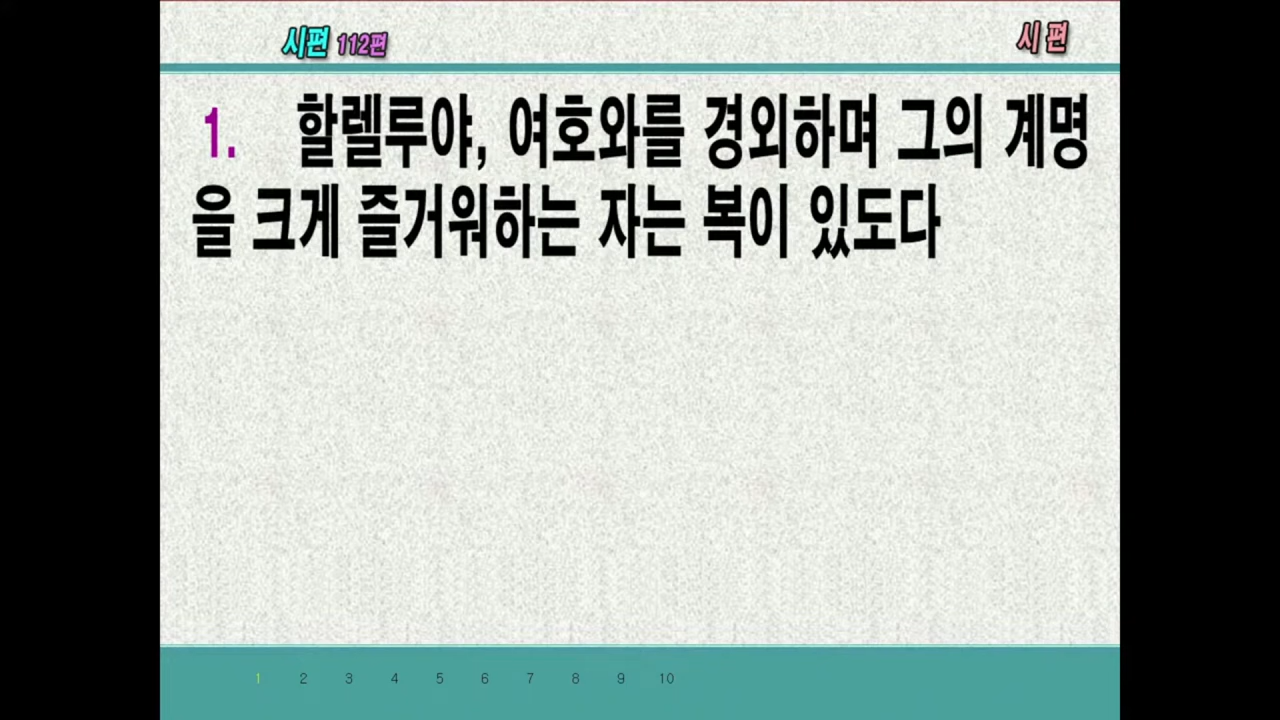 시편 112편
시 편
1. 할렐루야, 여호와를 경외하며 그의 계명
을 크게 즐거워하는 자는 복이 있도다
1 2 3 4 5 6 7 8 9 10